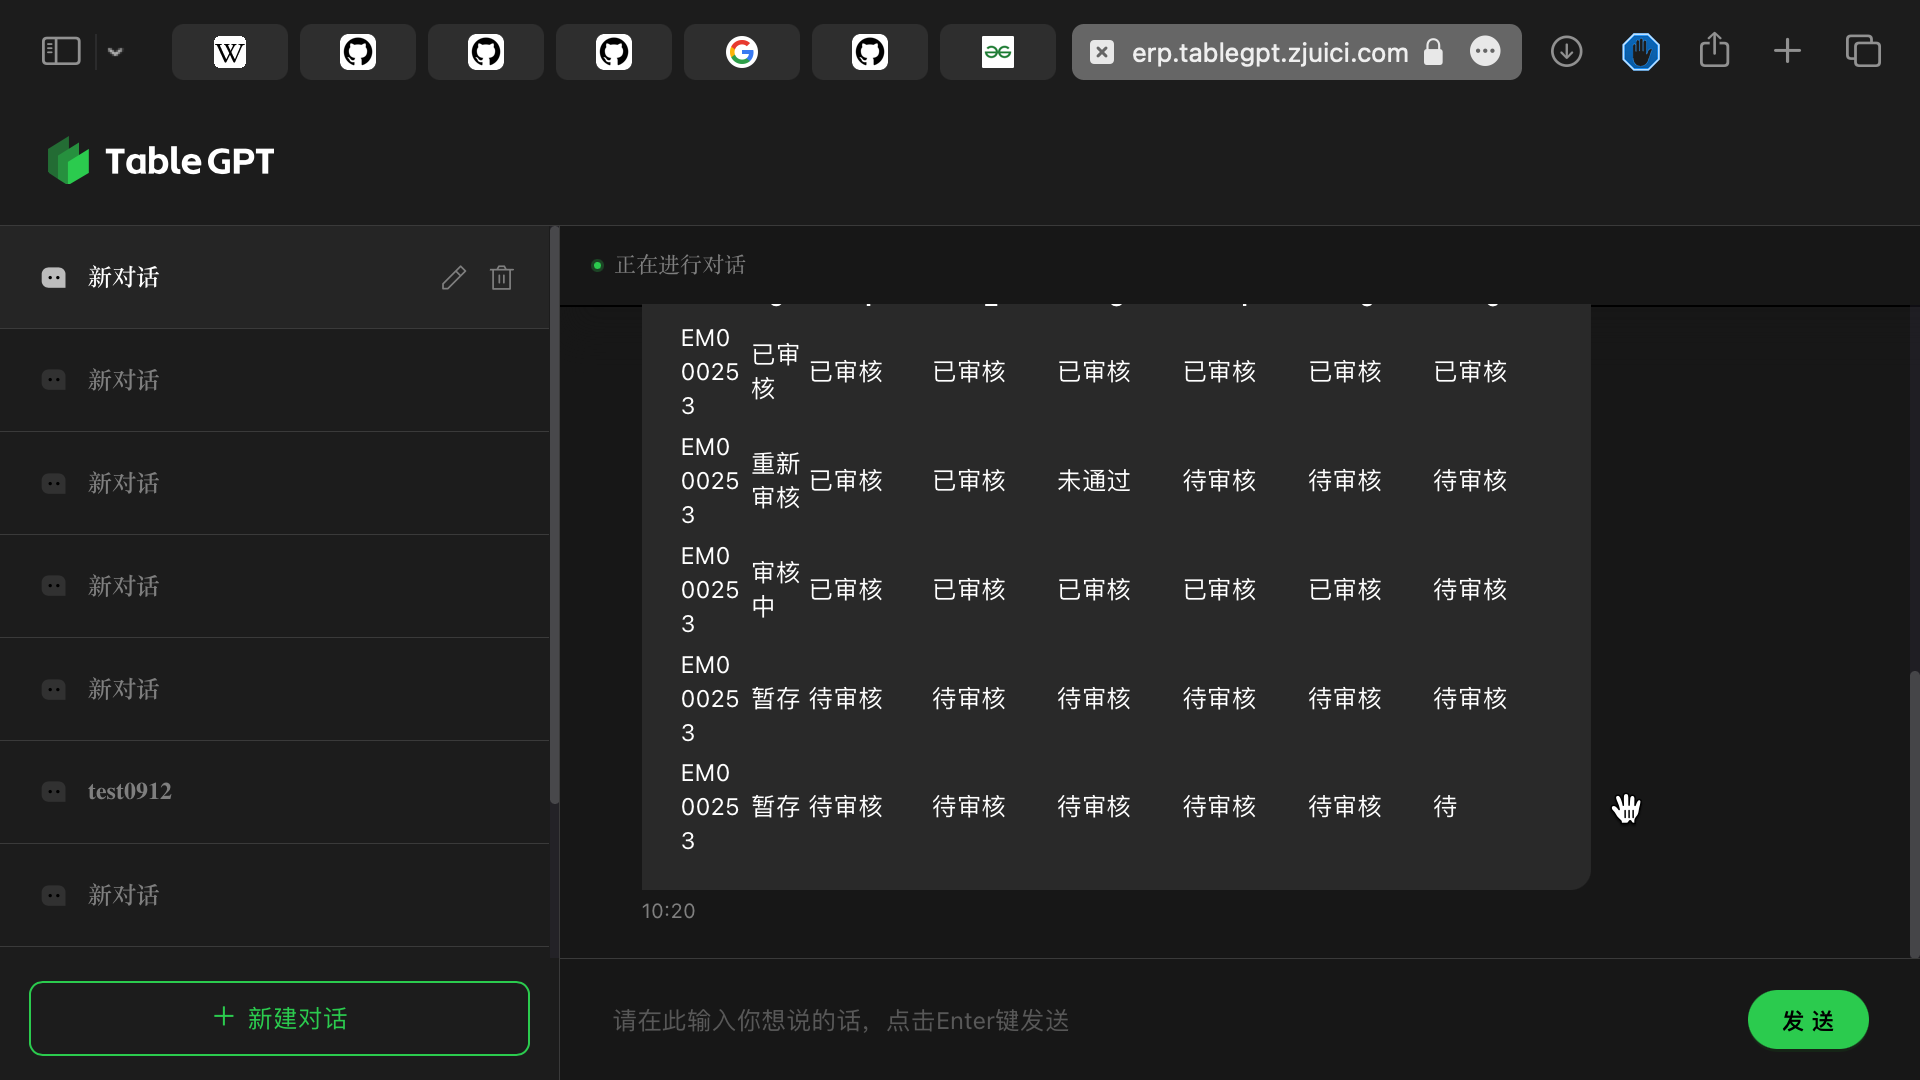 W
erp.tablegpt.zjuici.com
TableGPT
新对话
新对话
新对话
新对话
新对话
test0912
新对话
+ 新建对话
正在进行对话
EM000253 已审核 已审核 已审核 已审核 已审核 已审核 已审核
EM000253 重新审核 已审核 已审核 未通过 待审核 待审核 待审核
EM000253 审核中 已审核 已审核 已审核 已审核 已审核 待审核
EM000253 暂存 待审核 待审核 待审核 待审核 待审核 待审核
EM000253 暂存 待审核 待审核 待审核 待审核 待审核 待
10:20
请在此输入你想说的话，点击Enter键发送
发 送